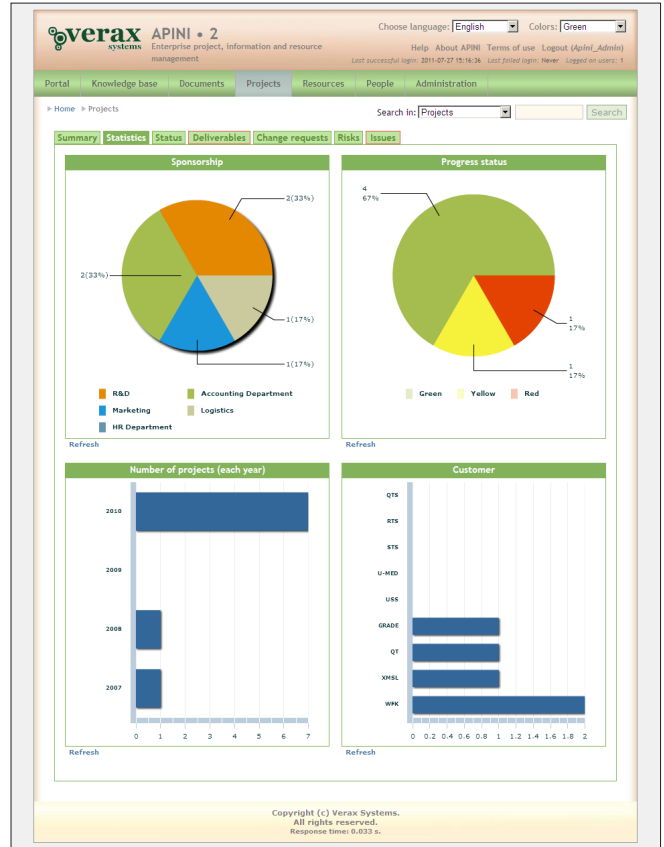 verax
systems
APINI • 2
Enterprise project, information and resource
management
Choose language: English Colors: Green
Help About APINI Terms of use Logout (Apini_Admin)
Last successful login: 2011-07-27 15:16:36 Last failed login: Never Logged on users: 1
Portal Knowledge base Documents Projects Resources People Administration
Home Projects
Search in: Projects Search
Summary Statistics Status Deliverables Change requests Risks Issues
Sponsorship
2(33%)
2(33%)
1(17%)
1(17%)
R&D Accounting Department
Marketing Logistics
HR Department
Refresh
Progress status
4
67%
1
17%
1
17%
Green Yellow Red
Refresh
Number of projects (each year)
2010
2009
2008
2007
0 1 2 3 4 5 6 7
Refresh
Customer
QTS
RTS
STS
U-MED
USS
GRADE
QT
XMSL
WFK
0 0.2 0.4 0.6 0.8 1 1.2 1.4 1.6 1.8 2
Refresh
Copyright (c) Verax Systems.
All rights reserved.
Response time: 0.033 s.